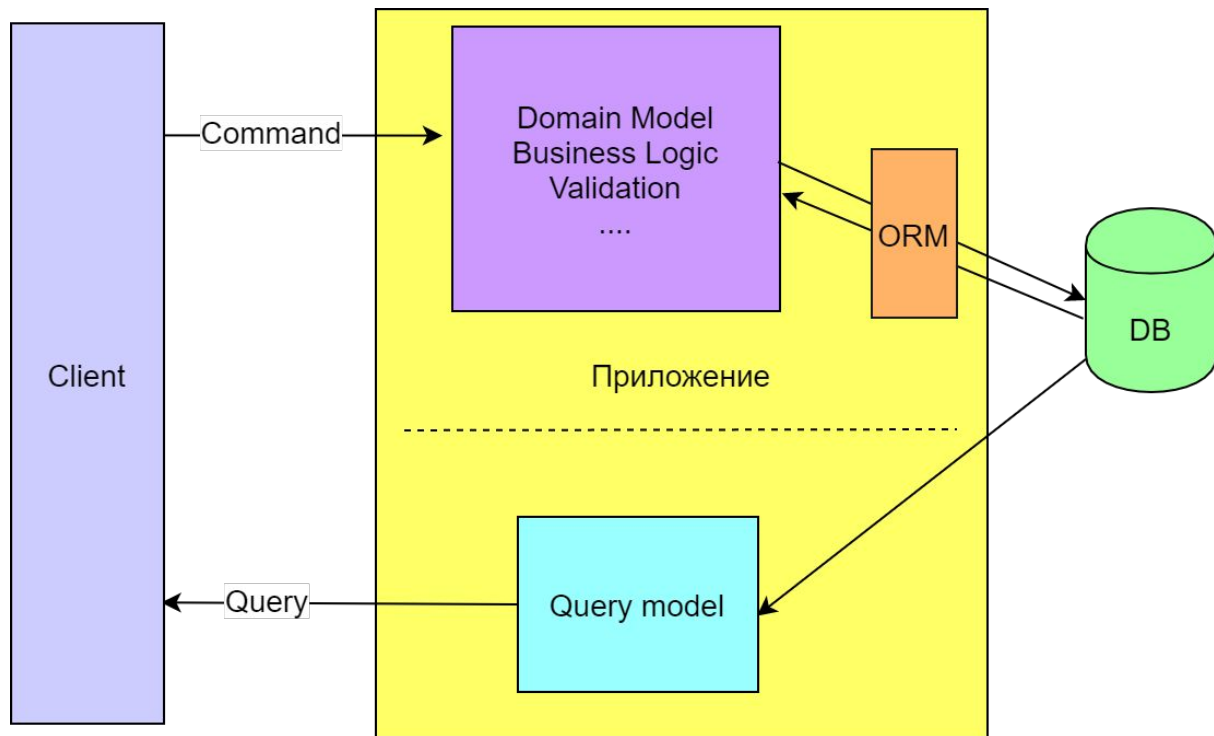 Command
Domain Model
Business Logic
Validation
....
ORM
DB
Client
Приложение
Query
Query model